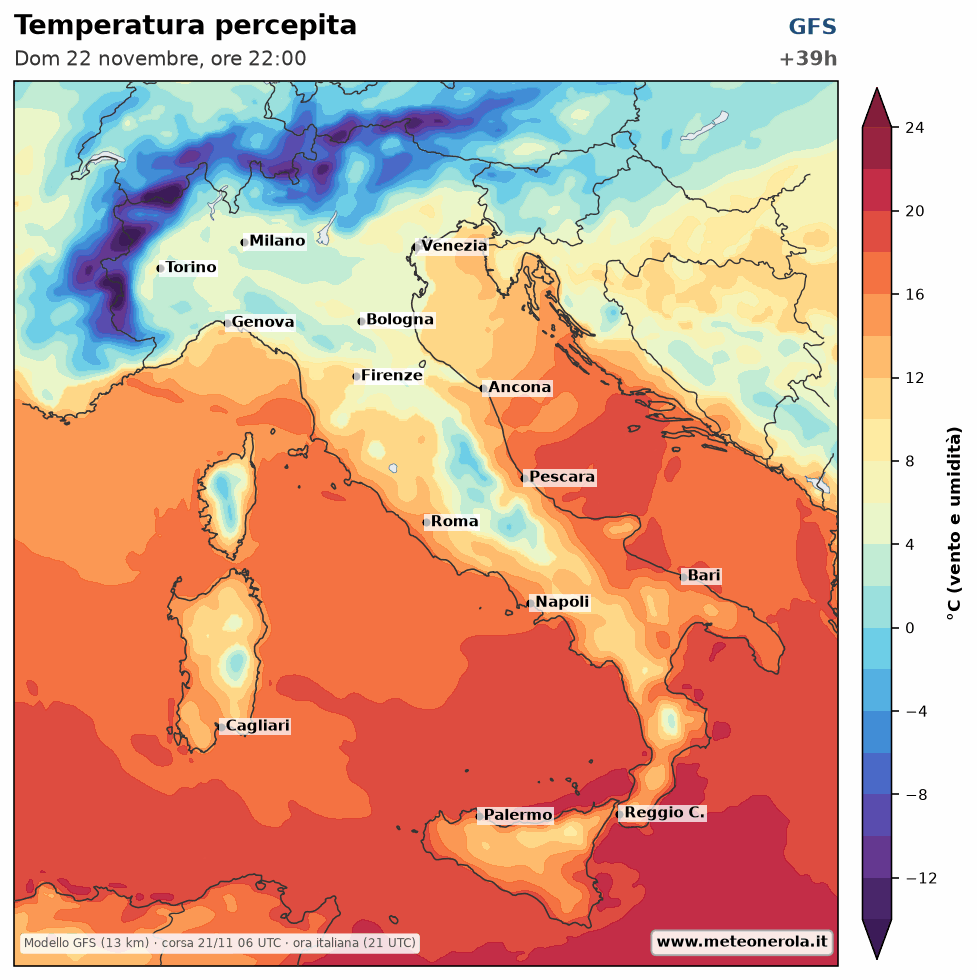 Temperatura percepita
GFS
Dom 22 novembre, ore 22:00
+39h
Milano
Venezia
Torino
Genova
Bologna
Firenze
Ancona
Pescara
Roma
Bari
Napoli
Cagliari
Palermo
Reggio C.
24
20
16
12
8
4
0
−4
−8
−12
°C (vento e umidità)
Modello GFS (13 km) · corsa 21/11 06 UTC · ora italiana (21 UTC)
www.meteonerola.it